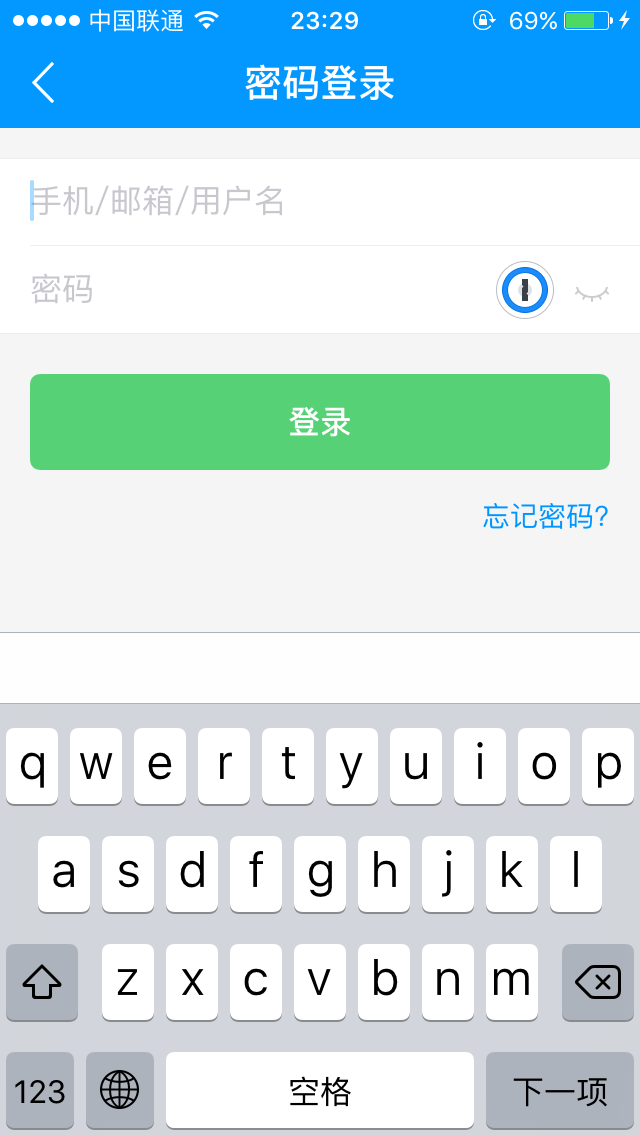 中国联通 23:29 69%
密码登录
手机/邮箱/用户名
密码
登录
忘记密码?
q w e r t y u i o p
a s d f g h j k l
z x c v b n m
123 空格 下一项